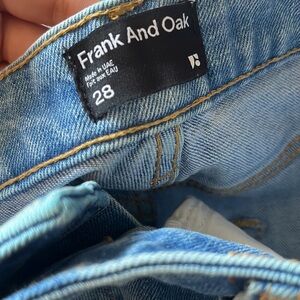 Frank And Oak
Made in UAE
Fait aux EAU
28